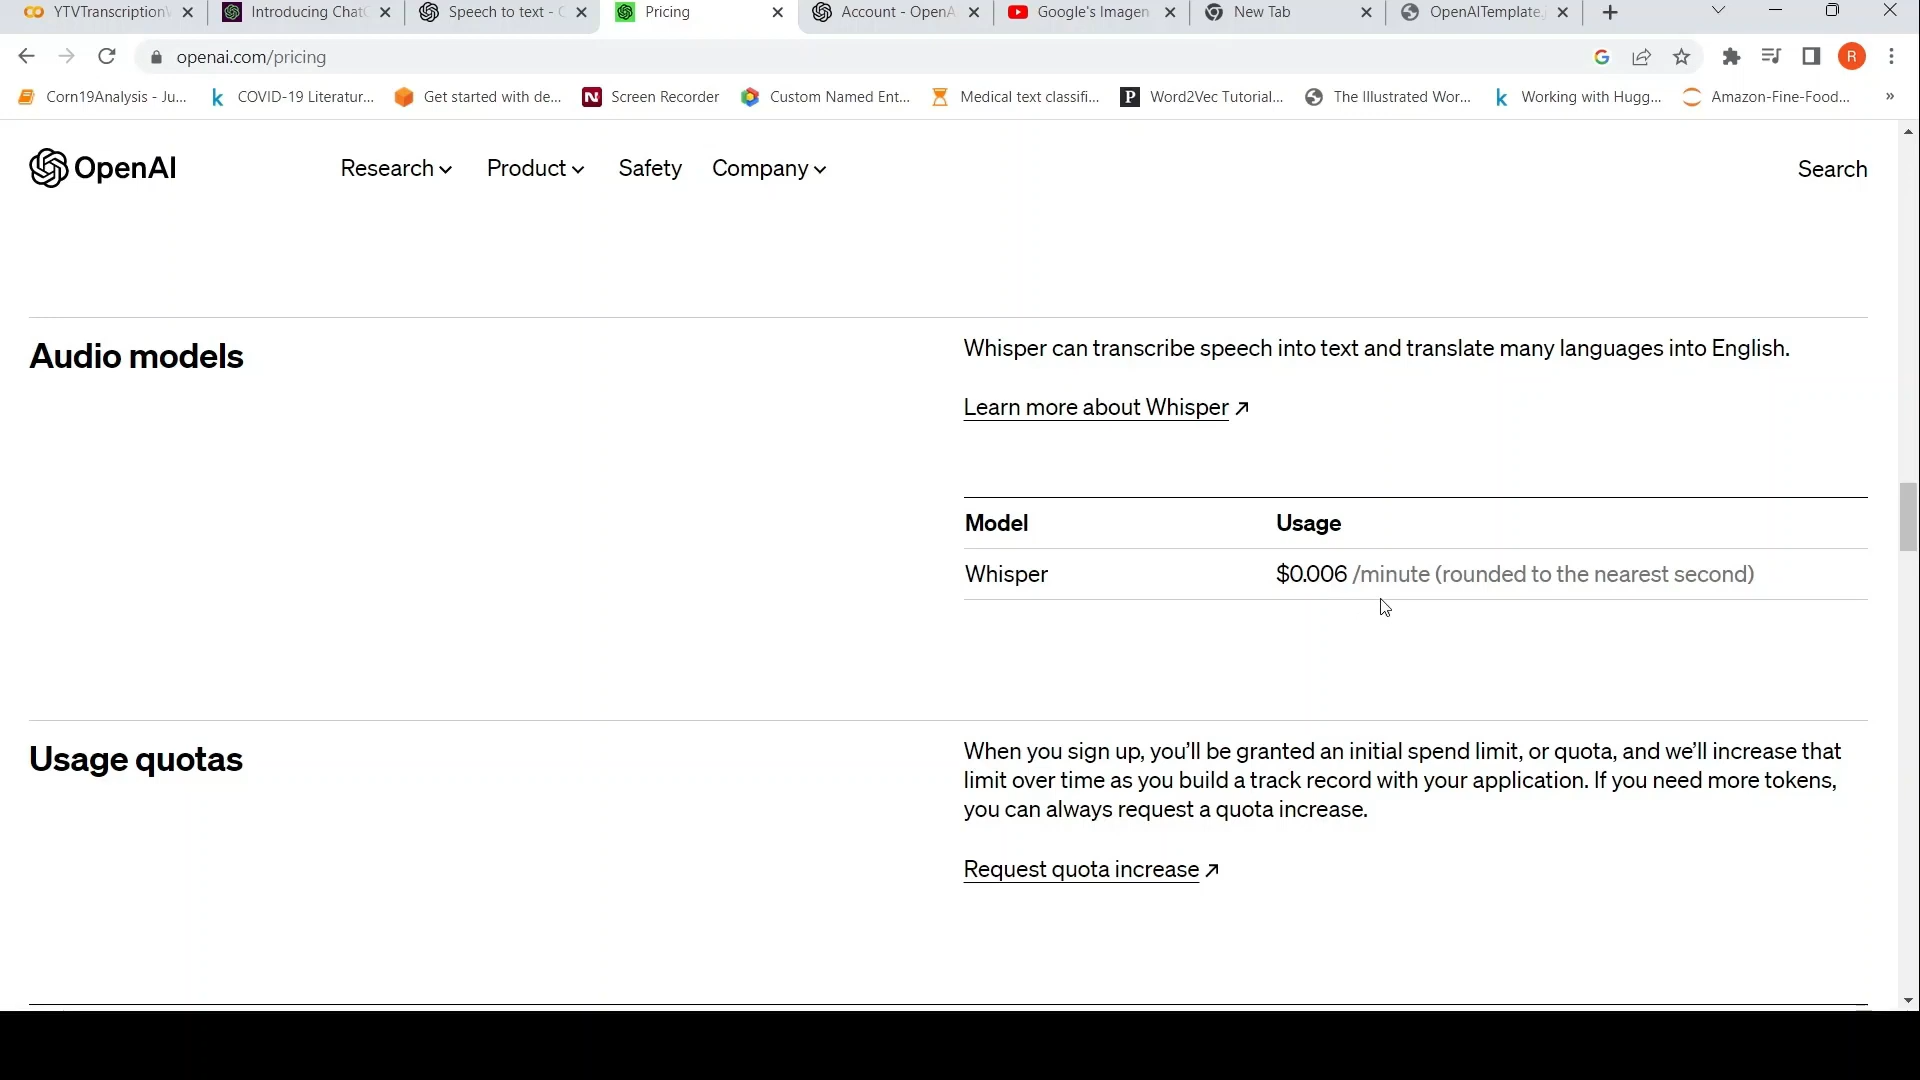 YTVTranscription
Introducing Chat
Speech to text -
Pricing
Account - OpenA
Google's Imagen
New Tab
OpenAITemplate.
openai.com/pricing
R
Corn19Analysis - Ju...
COVID-19 Literatur...
Get started with de...
Screen Recorder
Custom Named Ent...
Medical text classifi...
Word2Vec Tutorial...
The Illustrated Wor...
Working with Hugg...
Amazon-Fine-Food...
»
OpenAI
Research
Product
Safety
Company
Search
Audio models
Whisper can transcribe speech into text and translate many languages into English.
Learn more about Whisper ↗
Model Usage
Whisper $0.006 /minute (rounded to the nearest second)
Usage quotas
When you sign up, you'll be granted an initial spend limit, or quota, and we'll increase that
limit over time as you build a track record with your application. If you need more tokens,
you can always request a quota increase.
Request quota increase ↗